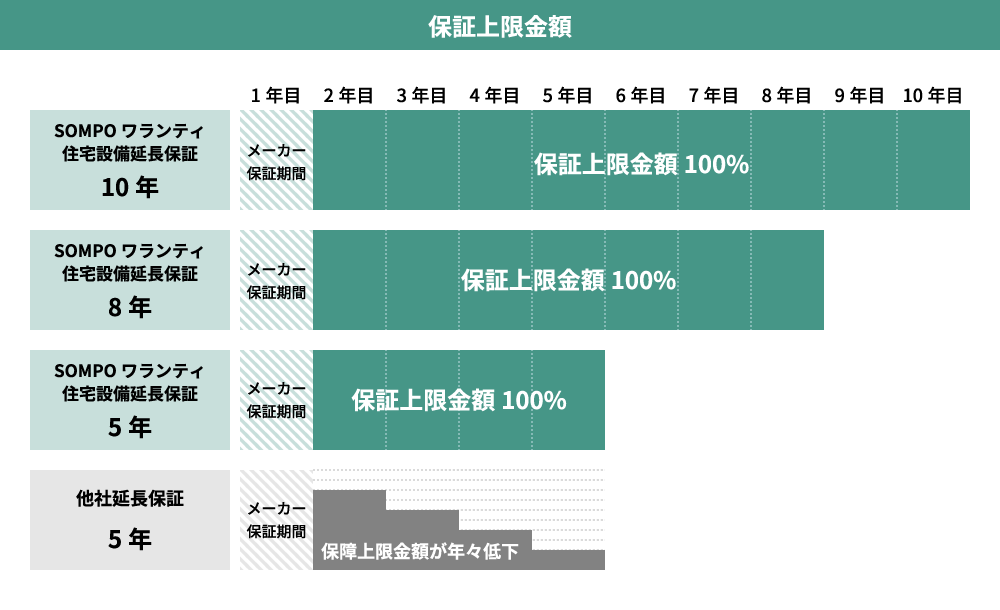 保証上限金額
1 年目 2 年目 3 年目 4 年目 5 年目 6 年目 7 年目 8 年目 9 年目 10 年目
SOMPO ワランティ
住宅設備延長保証
10 年
メーカー
保証期間
保証上限金額 100%
SOMPO ワランティ
住宅設備延長保証
8 年
メーカー
保証期間
保証上限金額 100%
SOMPO ワランティ
住宅設備延長保証
5 年
メーカー
保証期間
保証上限金額 100%
他社延長保証
5 年
メーカー
保証期間
保障上限金額が年々低下